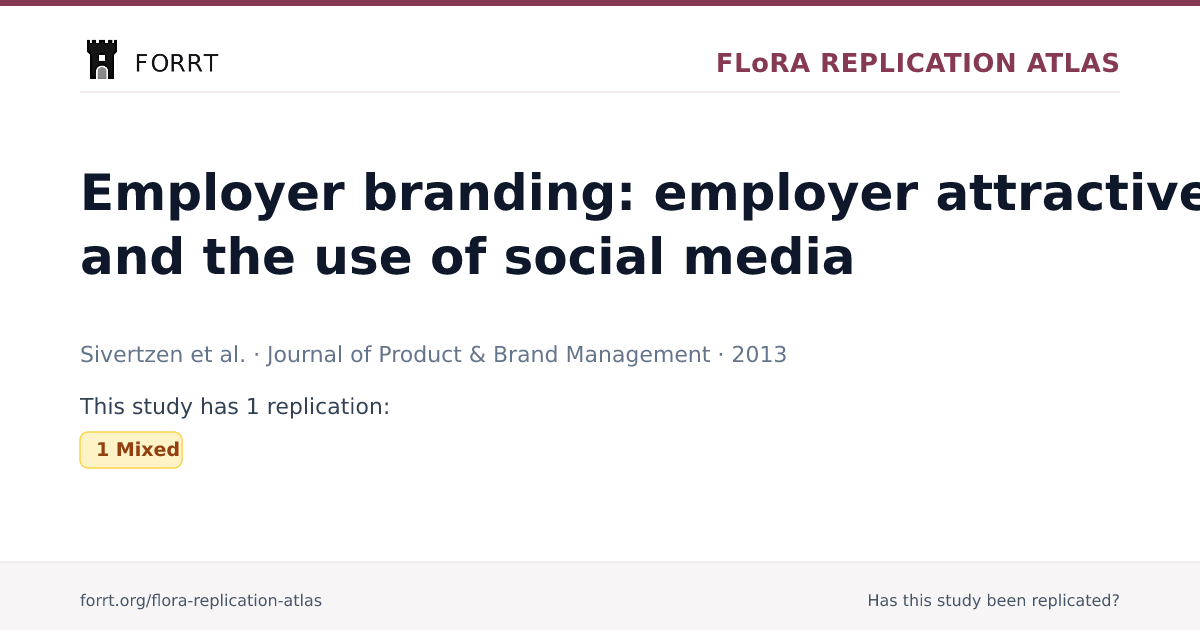 FORRT
FLoRA REPLICATION ATLAS
Employer branding: employer attractive
and the use of social media
Sivertzen et al. · Journal of Product & Brand Management · 2013
This study has 1 replication:
1 Mixed
forrt.org/flora-replication-atlas
Has this study been replicated?